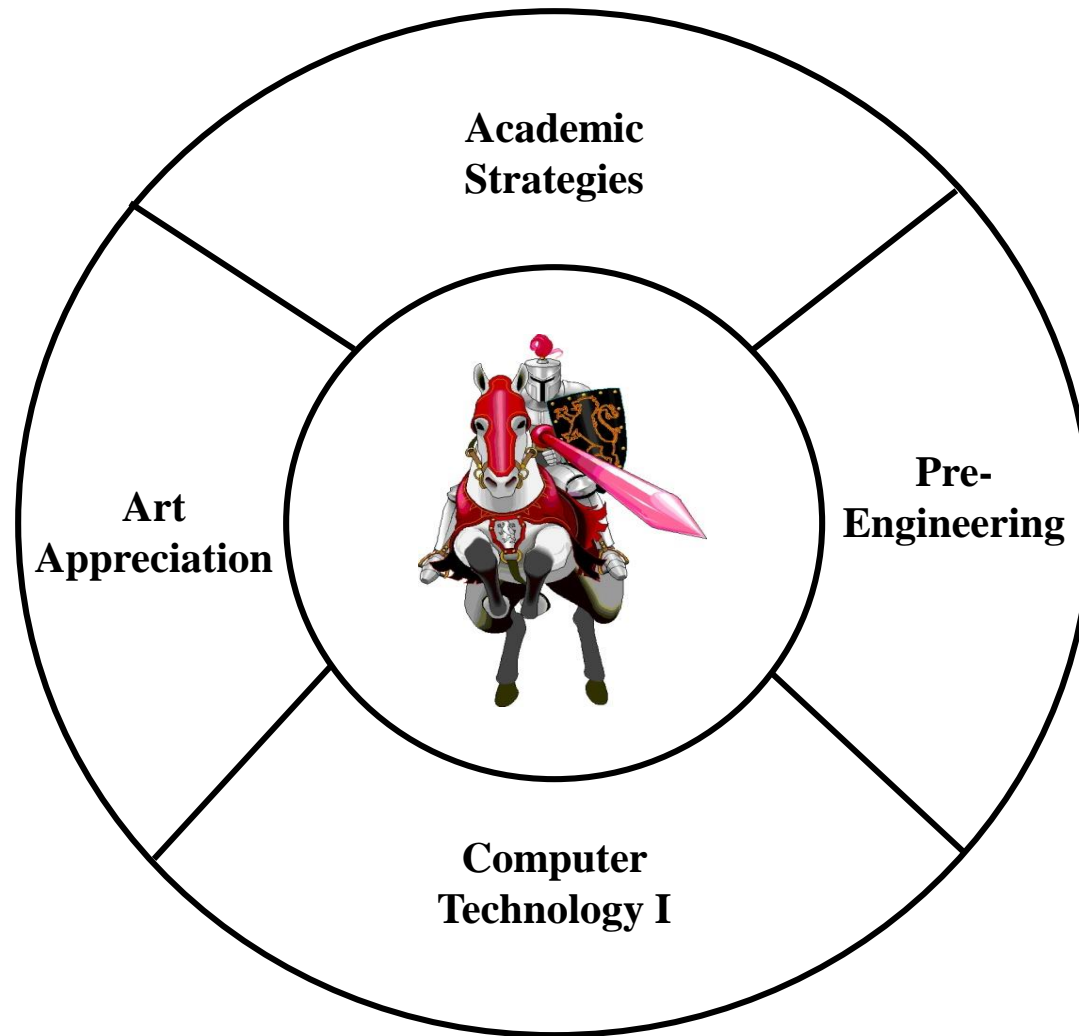 Academic
Strategies
Art
Appreciation
Pre-
Engineering
Computer
Technology I